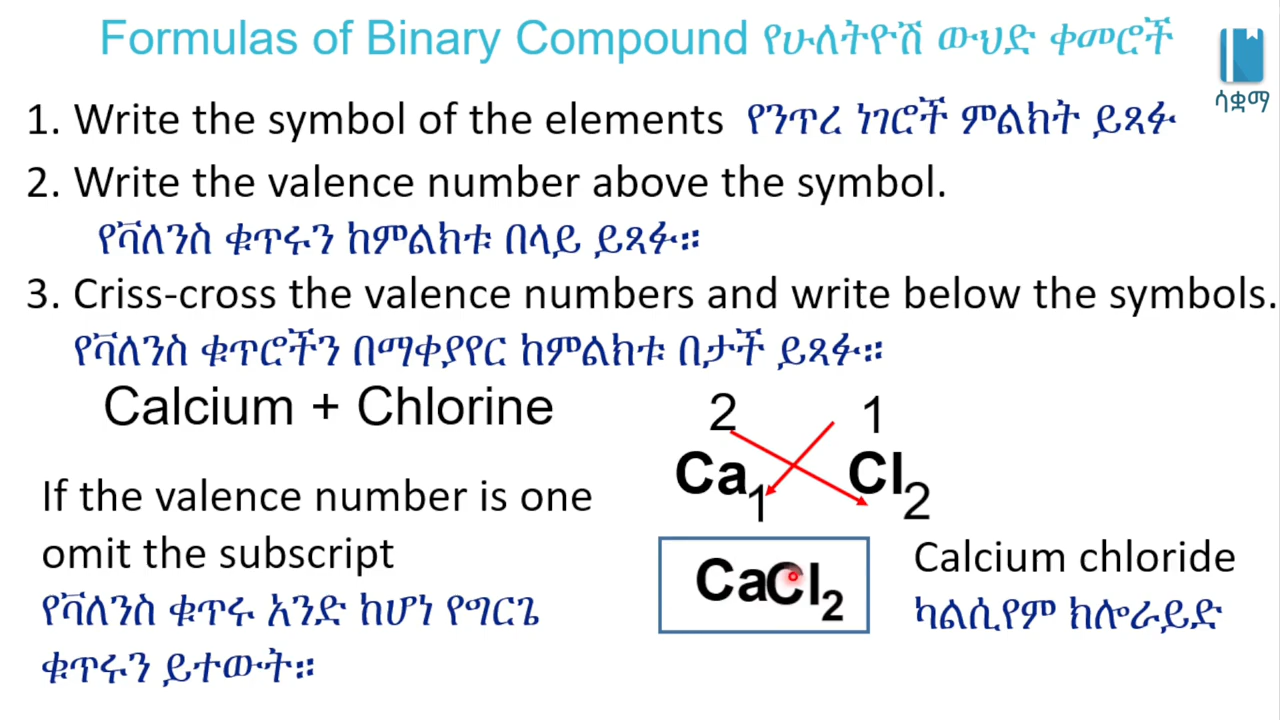 Formulas of Binary Compound የሁለትዮሽ ውህድ ቀመሮች
ሳቋማ
1. Write the symbol of the elements የንጥረ ነገሮች ምልክት ይጻፉ
2. Write the valence number above the symbol.
የቫለንስ ቁጥሩን ከምልክቱ በላይ ይጻፉ።
3. Criss-cross the valence numbers and write below the symbols.
የቫለንስ ቁጥሮችን በማቀያየር ከምልክቱ በታች ይጻፉ።
Calcium + Chlorine
2 1
Ca1 Cl2
If the valence number is one
omit the subscript
የቫለንስ ቁጥሩ አንድ ከሆነ የግርጌ
ቁጥሩን ይተውት።
CaCl2
Calcium chloride
ካልሲየም ክሎራይድ